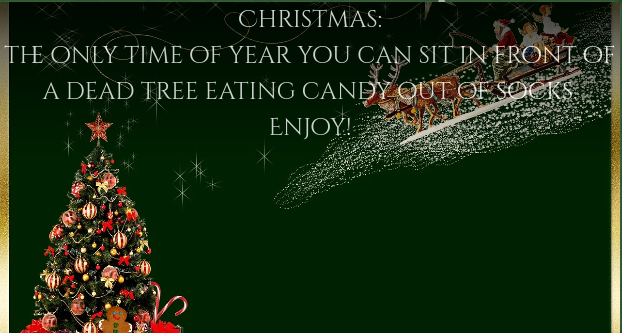 Christmas:
the only time of year you can sit in front of
a dead tree eating candy out of socks.
Enjoy!